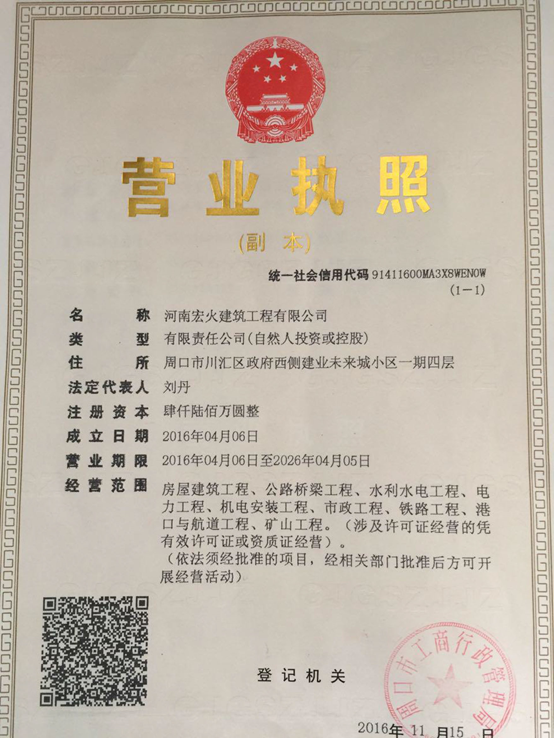 营业执照
(副 本)
统一社会信用代码 91411600MA3X8WEN0W
(1-1)
名 称 河南宏火建筑工程有限公司
类 型 有限责任公司(自然人投资或控股)
住 所 周口市川汇区政府西侧建业未来城小区一期四层
法定代表人 刘丹
注册资本 肆仟陆佰万圆整
成立日期 2016年04月06日
营业期限 2016年04月06日至2026年04月05日
经营范围 房屋建筑工程、公路桥梁工程、水利水电工程、电
力工程、机电安装工程、市政工程、铁路工程、港
口与航道工程、矿山工程。（涉及许可证经营的凭
有效许可证或资质证经营）。
（依法须经批准的项目，经相关部门批准后方可开
展经营活动）
登记机关
周口市工商行政管理局
2016年 11 月 15 日